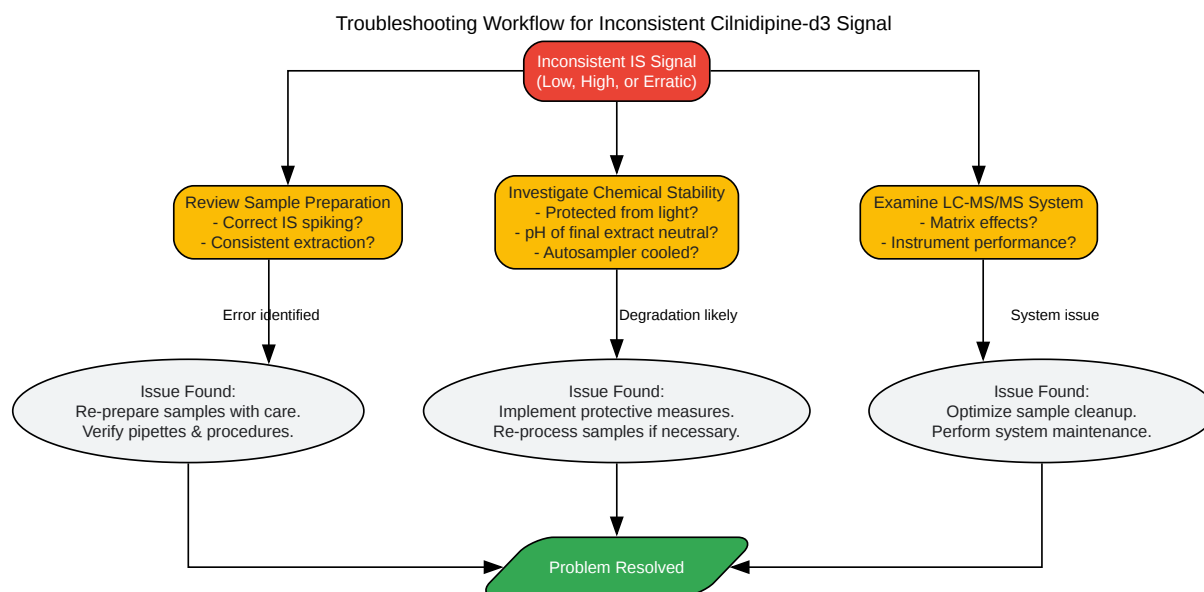 Troubleshooting Workflow for Inconsistent Cilnidipine-d3 Signal
Inconsistent IS Signal
(Low, High, or Erratic)
Review Sample Preparation
- Correct IS spiking?
- Consistent extraction?
Investigate Chemical Stability
- Protected from light?
- pH of final extract neutral?
- Autosampler cooled?
Examine LC-MS/MS System
- Matrix effects?
- Instrument performance?
Error identified
Degradation likely
System issue
Issue Found:
Re-prepare samples with care.
Verify pipettes & procedures.
Issue Found:
Implement protective measures.
Re-process samples if necessary.
Issue Found:
Optimize sample cleanup.
Perform system maintenance.
Problem Resolved